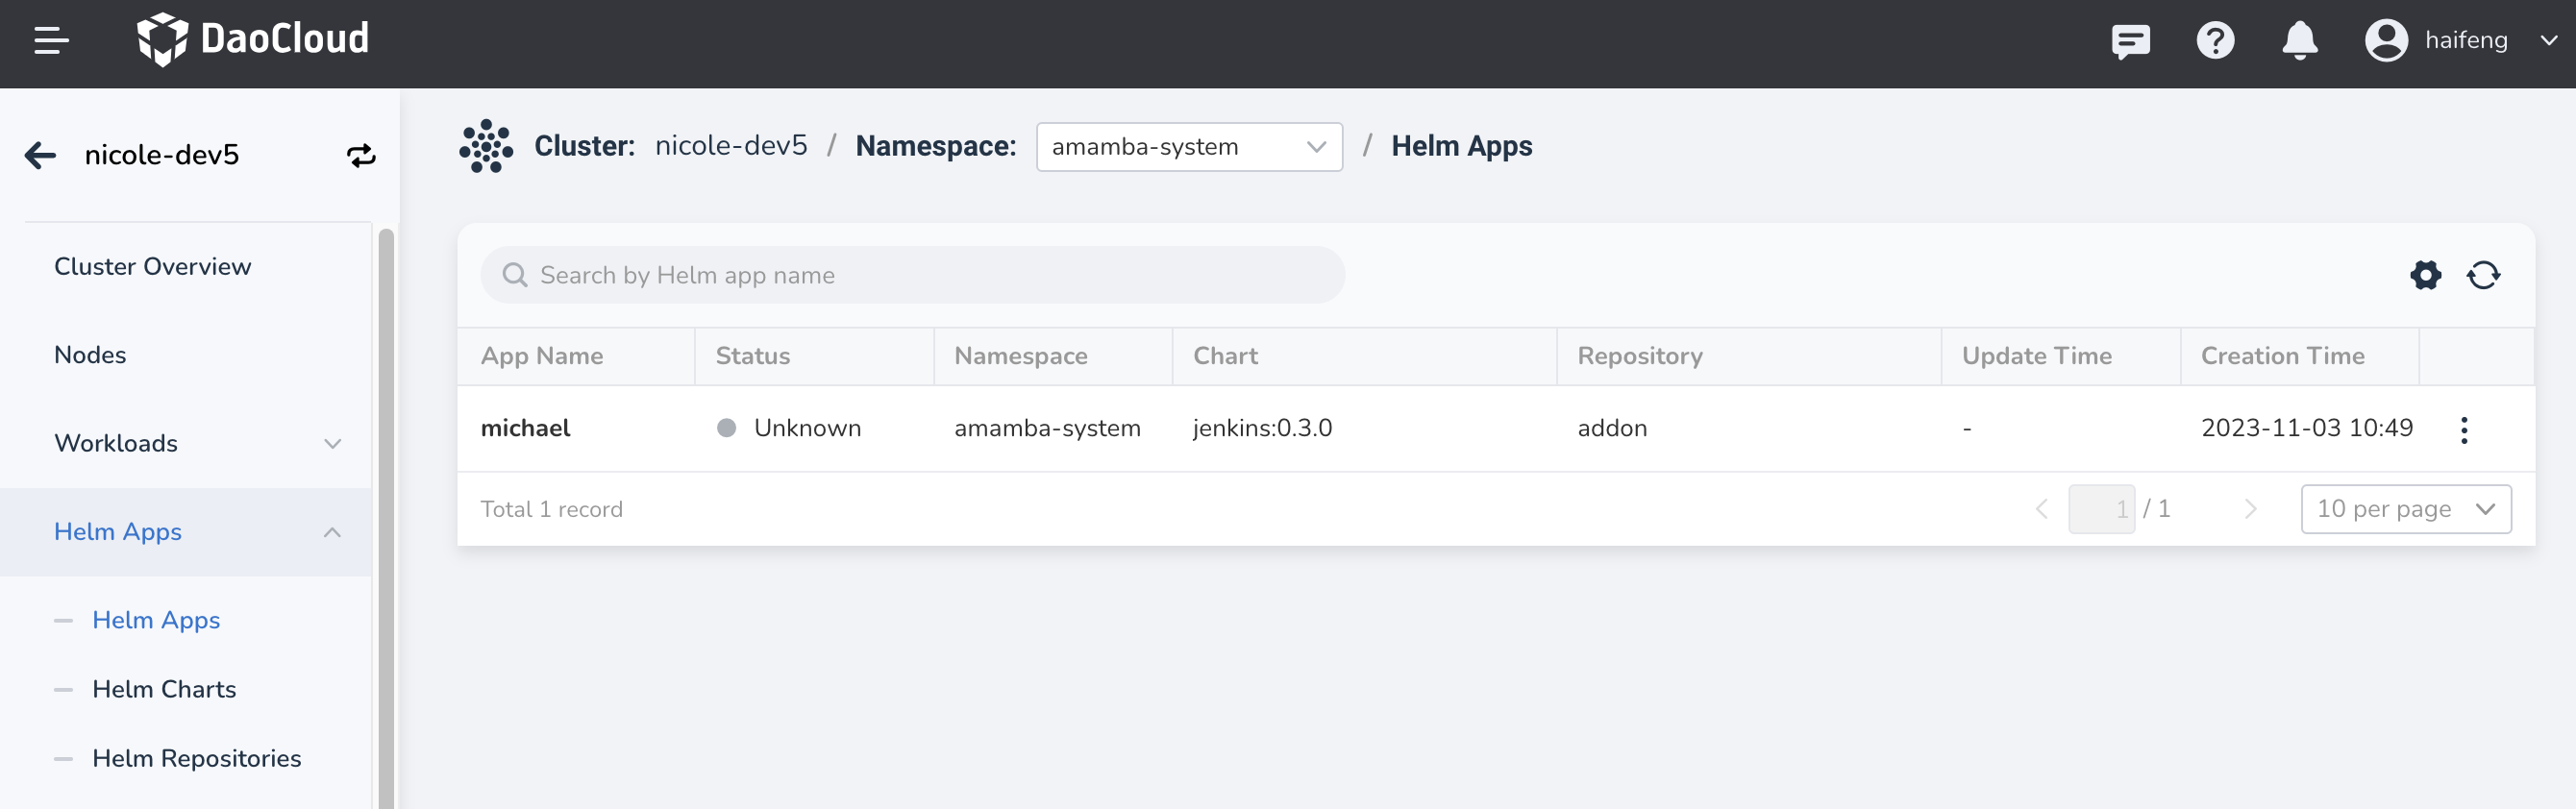 DaoCloud
haifeng
nicole-dev5
Cluster: nicole-dev5 / Namespace: amamba-system / Helm Apps
Cluster Overview
Nodes
Workloads
Helm Apps
Helm Apps
Helm Charts
Helm Repositories
Search by Helm app name
App Name Status Namespace Chart Repository Update Time Creation Time
michael Unknown amamba-system jenkins:0.3.0 addon - 2023-11-03 10:49
Total 1 record 1 / 1 10 per page